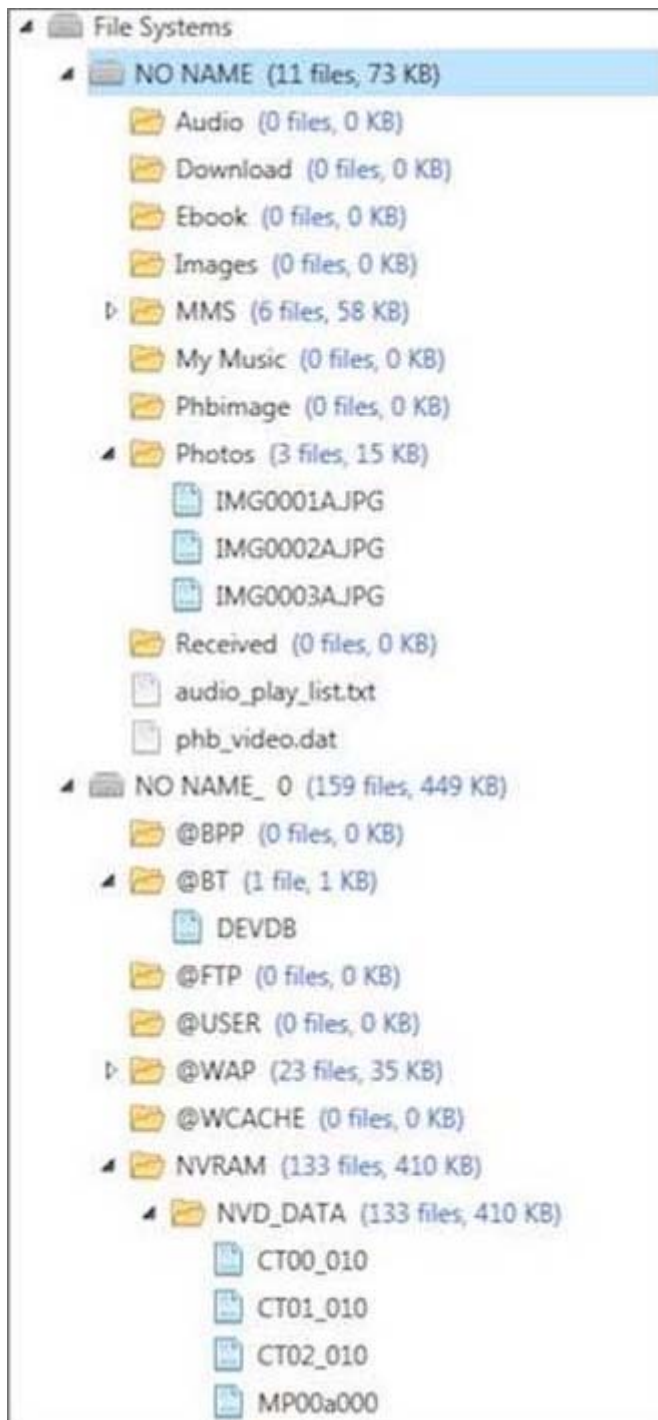 File Systems
NO NAME (11 files, 73 KB)
Audio (0 files, 0 KB)
Download (0 files, 0 KB)
Ebook (0 files, 0 KB)
Images (0 files, 0 KB)
MMS (6 files, 58 KB)
My Music (0 files, 0 KB)
Phbimage (0 files, 0 KB)
Photos (3 files, 15 KB)
IMG0001A.JPG
IMG0002A.JPG
IMG0003A.JPG
Received (0 files, 0 KB)
audio_play_list.txt
phb_video.dat
NO NAME_ 0 (159 files, 449 KB)
@BPP (0 files, 0 KB)
@BT (1 file, 1 KB)
DEVDB
@FTP (0 files, 0 KB)
@USER (0 files, 0 KB)
@WAP (23 files, 35 KB)
@WCACHE (0 files, 0 KB)
NVRAM (133 files, 410 KB)
NVD_DATA (133 files, 410 KB)
CT00_010
CT01_010
CT02_010
MP00a000